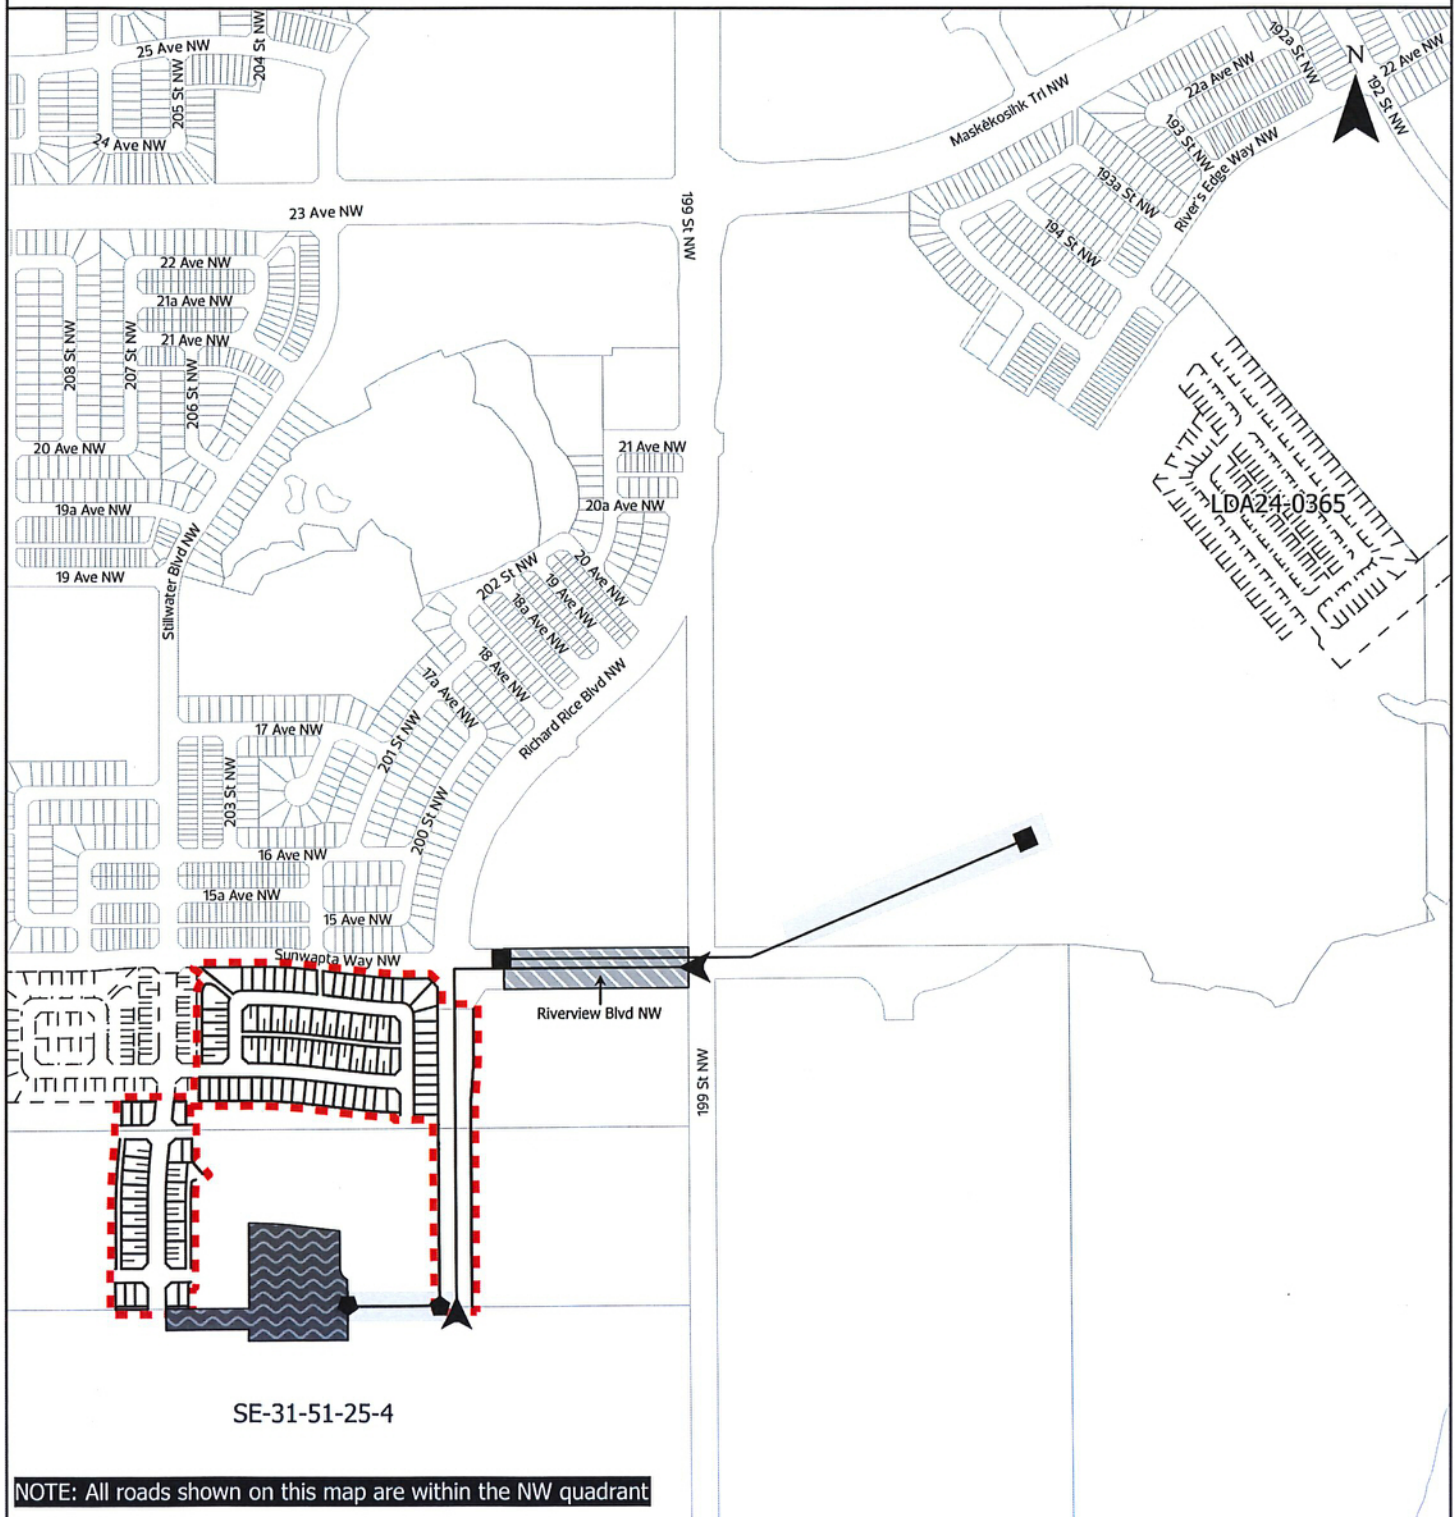 25 Ave NW
204 St NW
205 St NW
24 Ave NW
23 Ave NW
199 St NW
Maskêkosihk Trl NW
192a St NW
N
22 Ave NW
22a Ave NW
192 St NW
193 St NW
River's Edge Way NW
193a St NW
194 St NW
22 Ave NW
21a Ave NW
21 Ave NW
208 St NW
207 St NW
206 St NW
20 Ave NW
19a Ave NW
19 Ave NW
Stillwater Blvd NW
21 Ave NW
20a Ave NW
20 Ave NW
202 St NW
19 Ave NW
18a Ave NW
18 Ave NW
17a Ave NW
Richard Rice Blvd NW
LDA24-0365
17 Ave NW
201 St NW
203 St NW
200 St NW
16 Ave NW
15a Ave NW
15 Ave NW
Sunwapta Way NW
Riverview Blvd NW
199 St NW
SE-31-51-25-4
NOTE: All roads shown on this map are within the NW quadrant